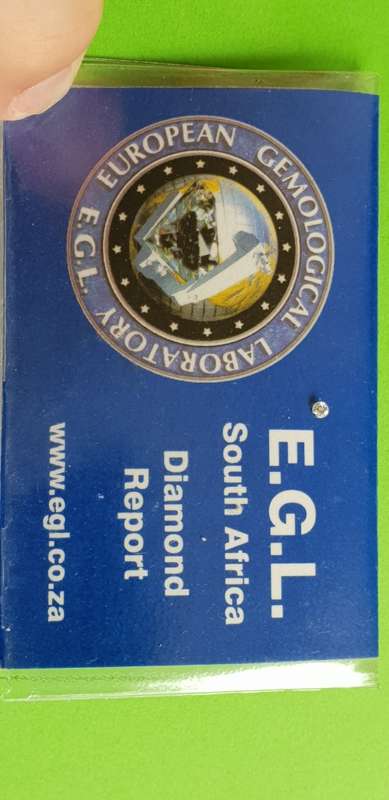 EUROPEAN GEMOLOGICAL LABORATORY E.G.L.
E.G.L.
South Africa
Diamond
Report
www.egl.co.za